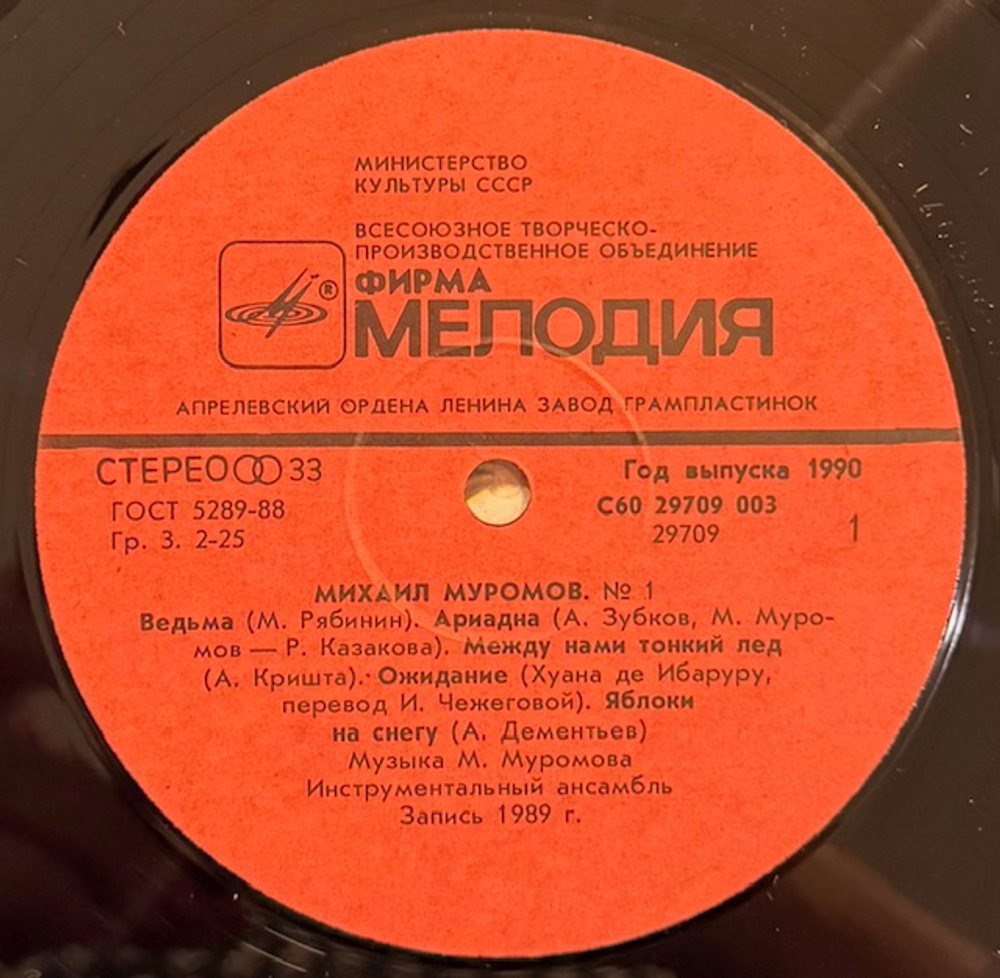 МИНИСТЕРСТВО
КУЛЬТУРЫ СССР
ВСЕСОЮЗНОЕ ТВОРЧЕСКО-
ПРОИЗВОДСТВЕННОЕ ОБЪЕДИНЕНИЕ
®
ФИРМА
МЕЛОДИЯ
АПРЕЛЕВСКИЙ ОРДЕНА ЛЕНИНА ЗАВОД ГРАМПЛАСТИНОК
СТЕРЕО 33
ГОСТ 5289-88
Гр. 3. 2-25
Год выпуска 1990
С60 29709 003
29709
1
МИХАИЛ МУРОМОВ. № 1
Ведьма (М. Рябинин). Ариадна (А. Зубков, М. Муро-
мов — Р. Казакова). Между нами тонкий лед
(А. Кришта). Ожидание (Хуана де Ибаруру,
перевод И. Чежеговой). Яблоки
на снегу (А. Дементьев)
Музыка М. Муромова
Инструментальный ансамбль
Запись 1989 г.